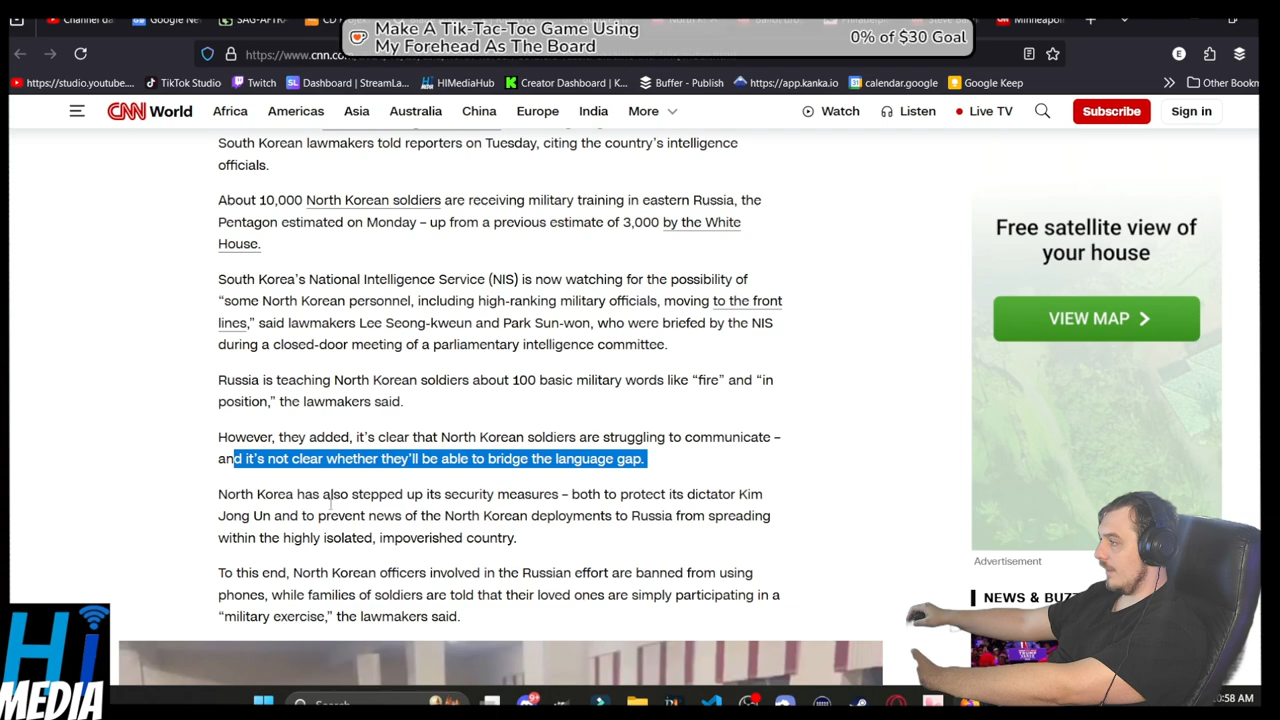 Channel da
Google Ne
SAG-AFTR
CD P
Minneapo
Make A Tik-Tac-Toe Game Using
My Forehead As The Board
0% of $30 Goal
https://www.cnn.com
https://studio.youtube....
TikTok Studio
Twitch
Dashboard | StreamLa...
HIMediaHub
Creator Dashboard | K...
Buffer - Publish
https://app.kanka.io
calendar.google
Google Keep
Other Bookm
CNN World
Africa
Americas
Asia
Australia
China
Europe
India
More
Watch
Listen
Live TV
Subscribe
Sign in
South Korean lawmakers told reporters on Tuesday, citing the country's intelligence
officials.
About 10,000 North Korean soldiers are receiving military training in eastern Russia, the
Pentagon estimated on Monday – up from a previous estimate of 3,000 by the White
House.
South Korea's National Intelligence Service (NIS) is now watching for the possibility of
“some North Korean personnel, including high-ranking military officials, moving to the front
lines,” said lawmakers Lee Seong-kweun and Park Sun-won, who were briefed by the NIS
during a closed-door meeting of a parliamentary intelligence committee.
Russia is teaching North Korean soldiers about 100 basic military words like “fire” and “in
position,” the lawmakers said.
However, they added, it's clear that North Korean soldiers are struggling to communicate –
and it's not clear whether they'll be able to bridge the language gap.
North Korea has also stepped up its security measures – both to protect its dictator Kim
Jong Un and to prevent news of the North Korean deployments to Russia from spreading
within the highly isolated, impoverished country.
To this end, North Korean officers involved in the Russian effort are banned from using
phones, while families of soldiers are told that their loved ones are simply participating in a
“military exercise,” the lawmakers said.
Free satellite view of
your house
VIEW MAP
Advertisement
NEWS & BUZZ
TRUMP
Hi
MEDIA
Search
0:58 AM